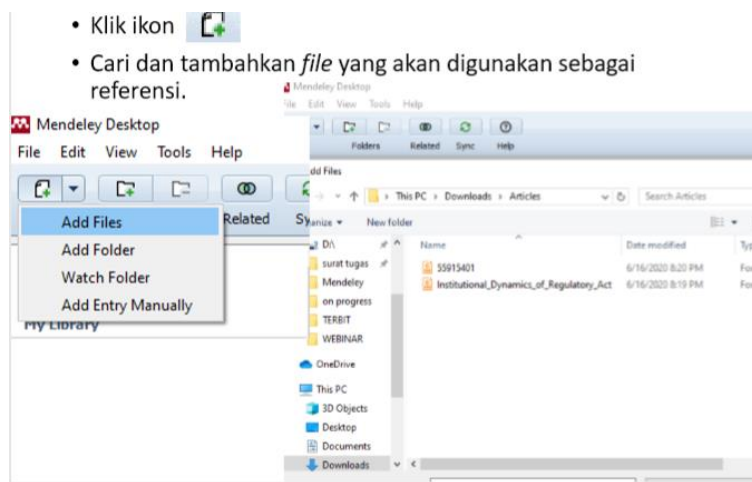 • Klik ikon
• Cari dan tambahkan file yang akan digunakan sebagai
referensi.
Mendeley Desktop
File Edit View Tools Help
Related
Add Files
Add Folder
Watch Folder
Add Entry Manually
My Library
Mendeley Desktop
File Edit View Tools Help
Folders Related Sync Help
dd Files
This PC > Downloads > Articles
Search Articles
New folder
Name Date modified
D:\
surat tugas
Mendeley
on progress
TERBIT
WEBINAR
OneDrive
This PC
3D Objects
Desktop
Documents
Downloads
55915401 6/16/2020 8:20 PM
Institutional_Dynamics_of_Regulatory_Act 6/16/2020 8:19 PM